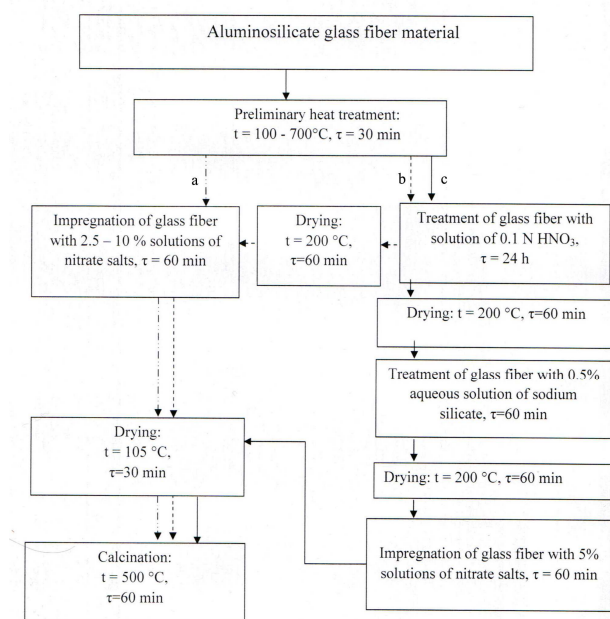 Aluminosilicate glass fiber material
Preliminary heat treatment:
t = 100 - 700°C, τ = 30 min
a
b
c
Impregnation of glass fiber
with 2.5 – 10 % solutions of
nitrate salts, τ = 60 min
Drying:
t = 200 °C,
τ=60 min
Treatment of glass fiber with
solution of 0.1 N HNO₃,
τ = 24 h
Drying: t = 200 °C, τ=60 min
Treatment of glass fiber with 0.5%
aqueous solution of sodium
silicate, τ=60 min
Drying: t = 200 °C, τ=60 min
Impregnation of glass fiber with 5%
solutions of nitrate salts, τ = 60 min
Drying:
t = 105 °C,
τ=30 min
Calcination:
t = 500 °C,
τ=60 min